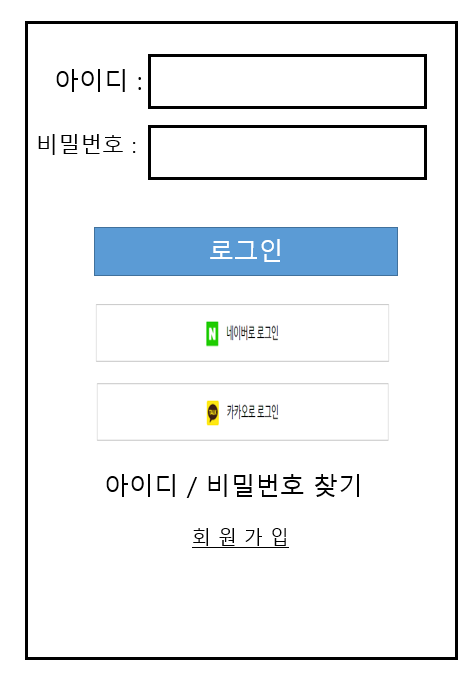 아이디 :
비밀번호 :
로그인
N 네이버로 로그인
TALK 카카오로 로그인
아이디 / 비밀번호 찾기
회 원 가 입